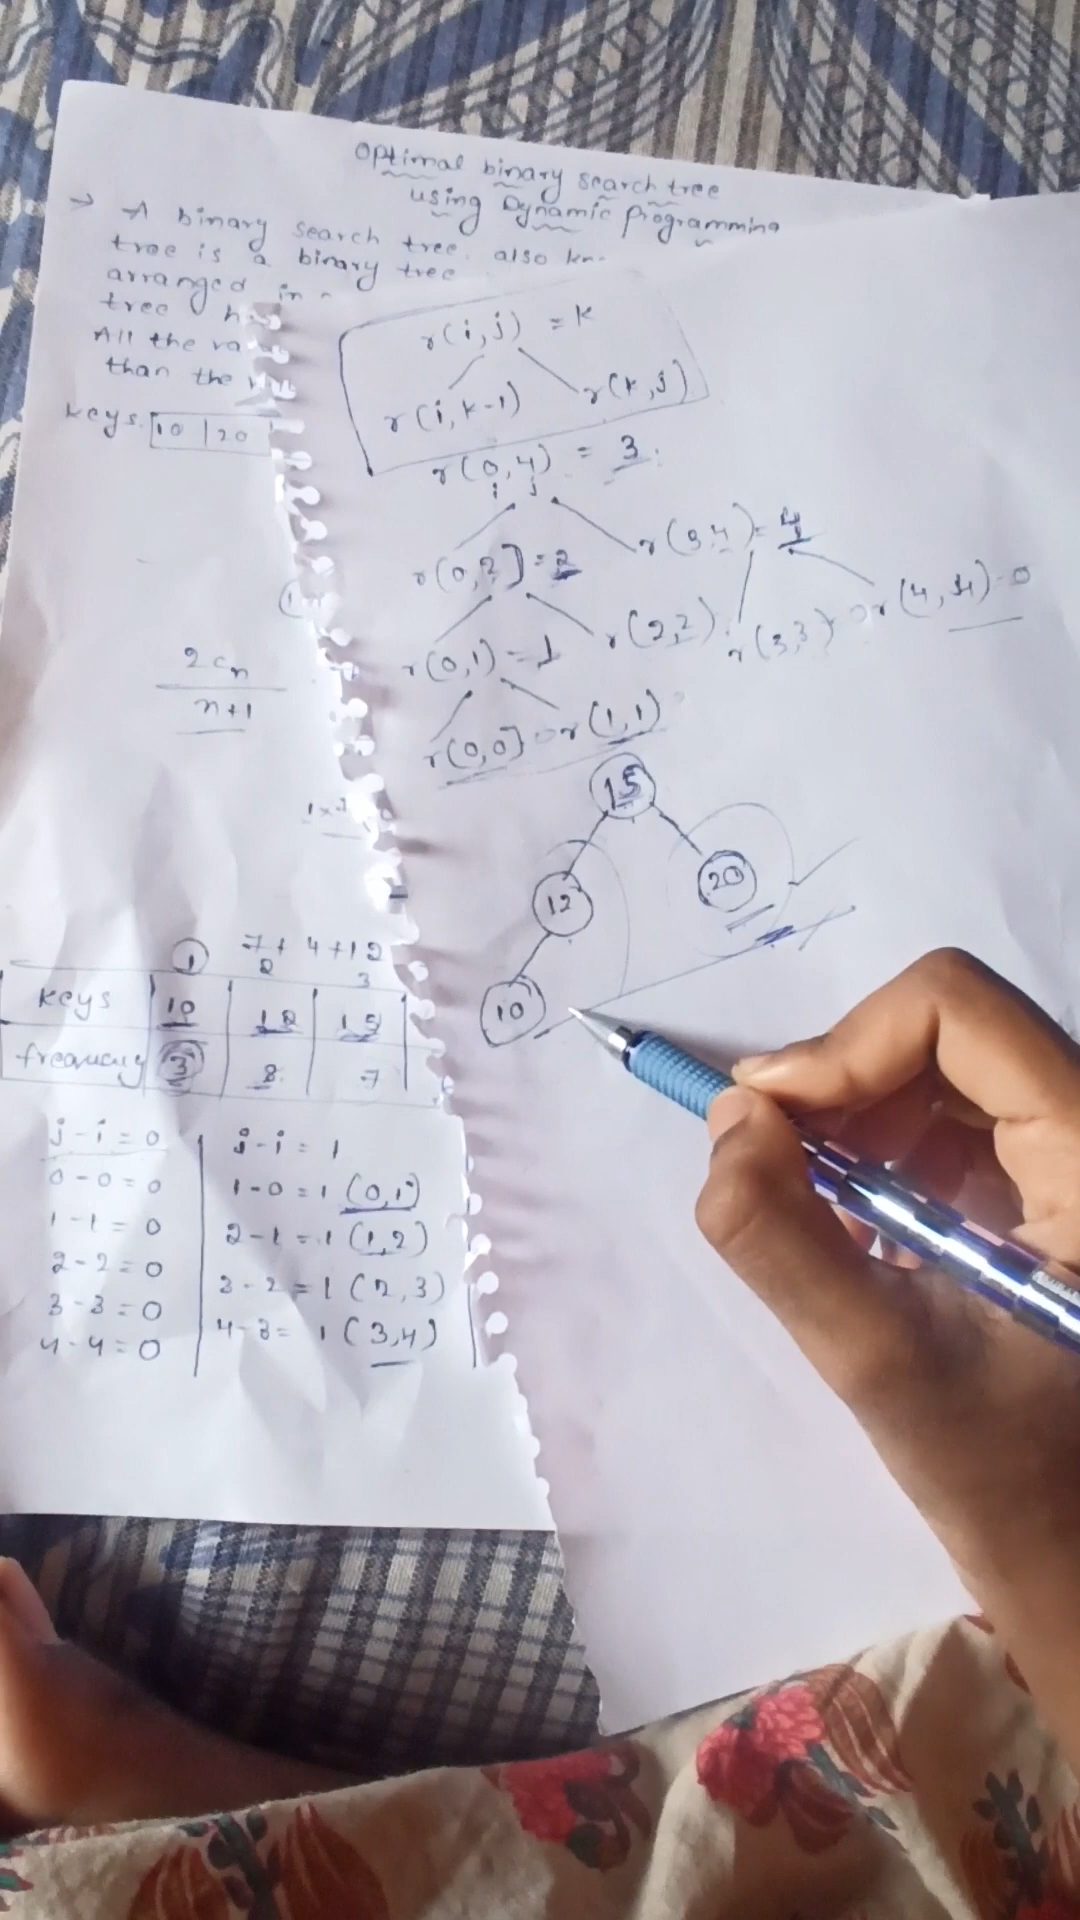 Optimal binary search tree
using Dynamic Programming
→ A binary search tree, also kn
tree is a binary tree
arranged in
tree h
All the va
than the
keys. 10 | 20
r(i,j) = k
r(i,k-1) r(k,j)
r(0,4) = 3
i j
r(0,2) = 2 r(3,4) = 4
r(0,1) = 1 r(2,2) r(3,3) 0 r(4,4) 0
r(0,0) 0 r(1,1)
2cn
n+1
15
12 20
10
7+ 4+12
1 2 3
keys 10 12 15
frequency 3 8 7
j-i=0 j-i=1
0-0=0 1-0=1 (0,1)
1-1=0 2-1=1 (1,2)
2-2=0 3-2=1 (2,3)
3-3=0 4-3=1 (3,4)
4-4=0